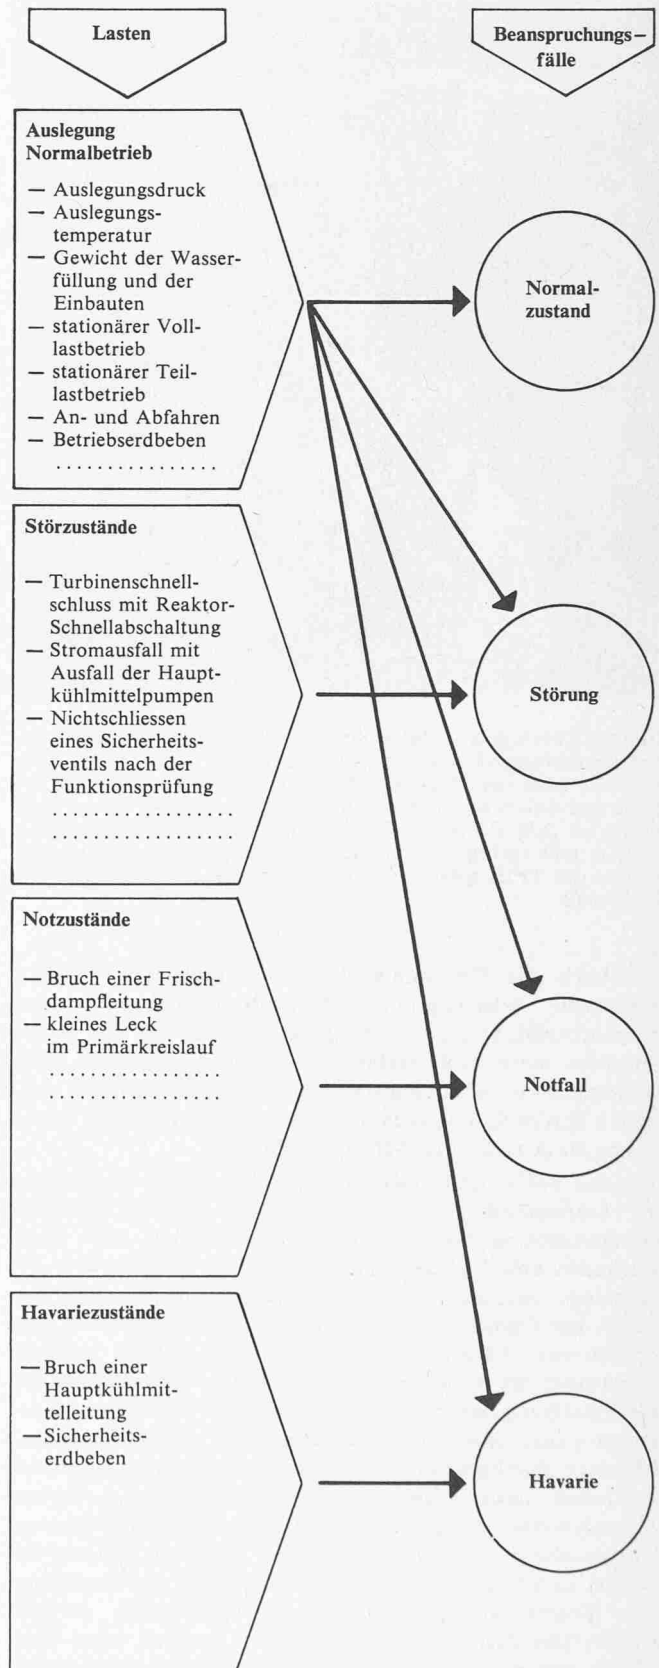 Lasten
Beanspruchungs–
fälle
Auslegung
Normalbetrieb
— Auslegungsdruck
— Auslegungs-
temperatur
— Gewicht der Wasser-
füllung und der
Einbauten
— stationärer Voll-
lastbetrieb
— stationärer Teil-
lastbetrieb
— An- und Abfahren
— Betriebserdbeben
. . . . . . . . . . . . . . . .
Normal-
zustand
Störzustände
— Turbinenschnell-
schluss mit Reaktor-
Schnellabschaltung
— Stromausfall mit
Ausfall der Haupt-
kühlmittelpumpen
— Nichtschliessen
eines Sicherheits-
ventils nach der
Funktionsprüfung
. . . . . . . . . . . . . . . . . .
. . . . . . . . . . . . . . . . . .
Störung
Notzustände
— Bruch einer Frisch-
dampfleitung
— kleines Leck
im Primärkreislauf
. . . . . . . . . . . . . . . . .
. . . . . . . . . . . . . . . . .
Notfall
Havariezustände
— Bruch einer
Hauptkühlmit-
telleitung
— Sicherheits-
erdbeben
Havarie